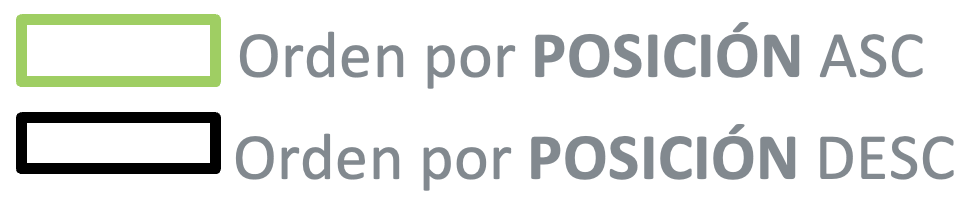 Orden por POSICIÓN ASC
Orden por POSICIÓN DESC